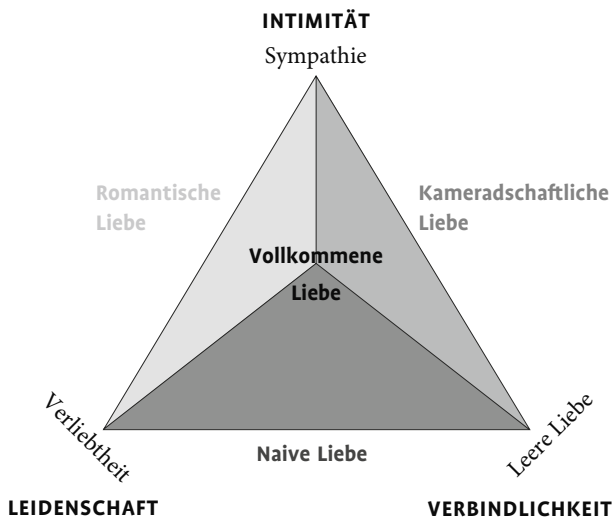 INTIMITÄT
Sympathie
Romantische
Liebe
Kameradschaftliche
Liebe
Vollkommene
Liebe
Verliebtheit
Naive Liebe
Leere Liebe
LEIDENSCHAFT
VERBINDLICHKEIT